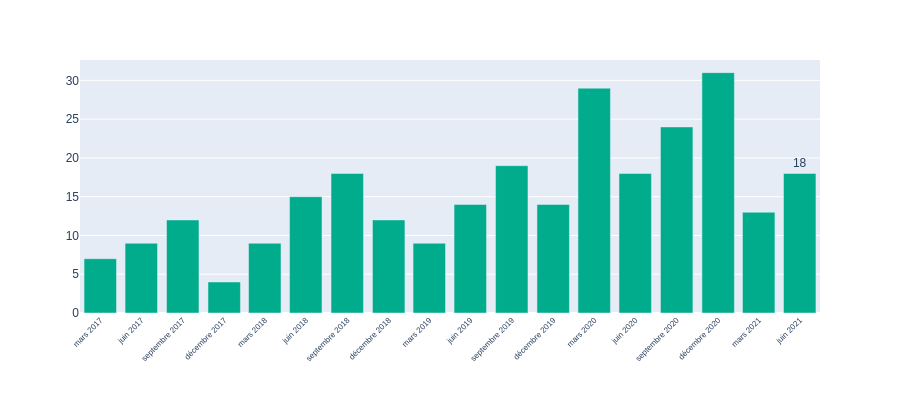 30
25
20
15
10
5
0
18
mars 2017
juin 2017
septembre 2017
décembre 2017
mars 2018
juin 2018
septembre 2018
décembre 2018
mars 2019
juin 2019
septembre 2019
décembre 2019
mars 2020
juin 2020
septembre 2020
décembre 2020
mars 2021
juin 2021